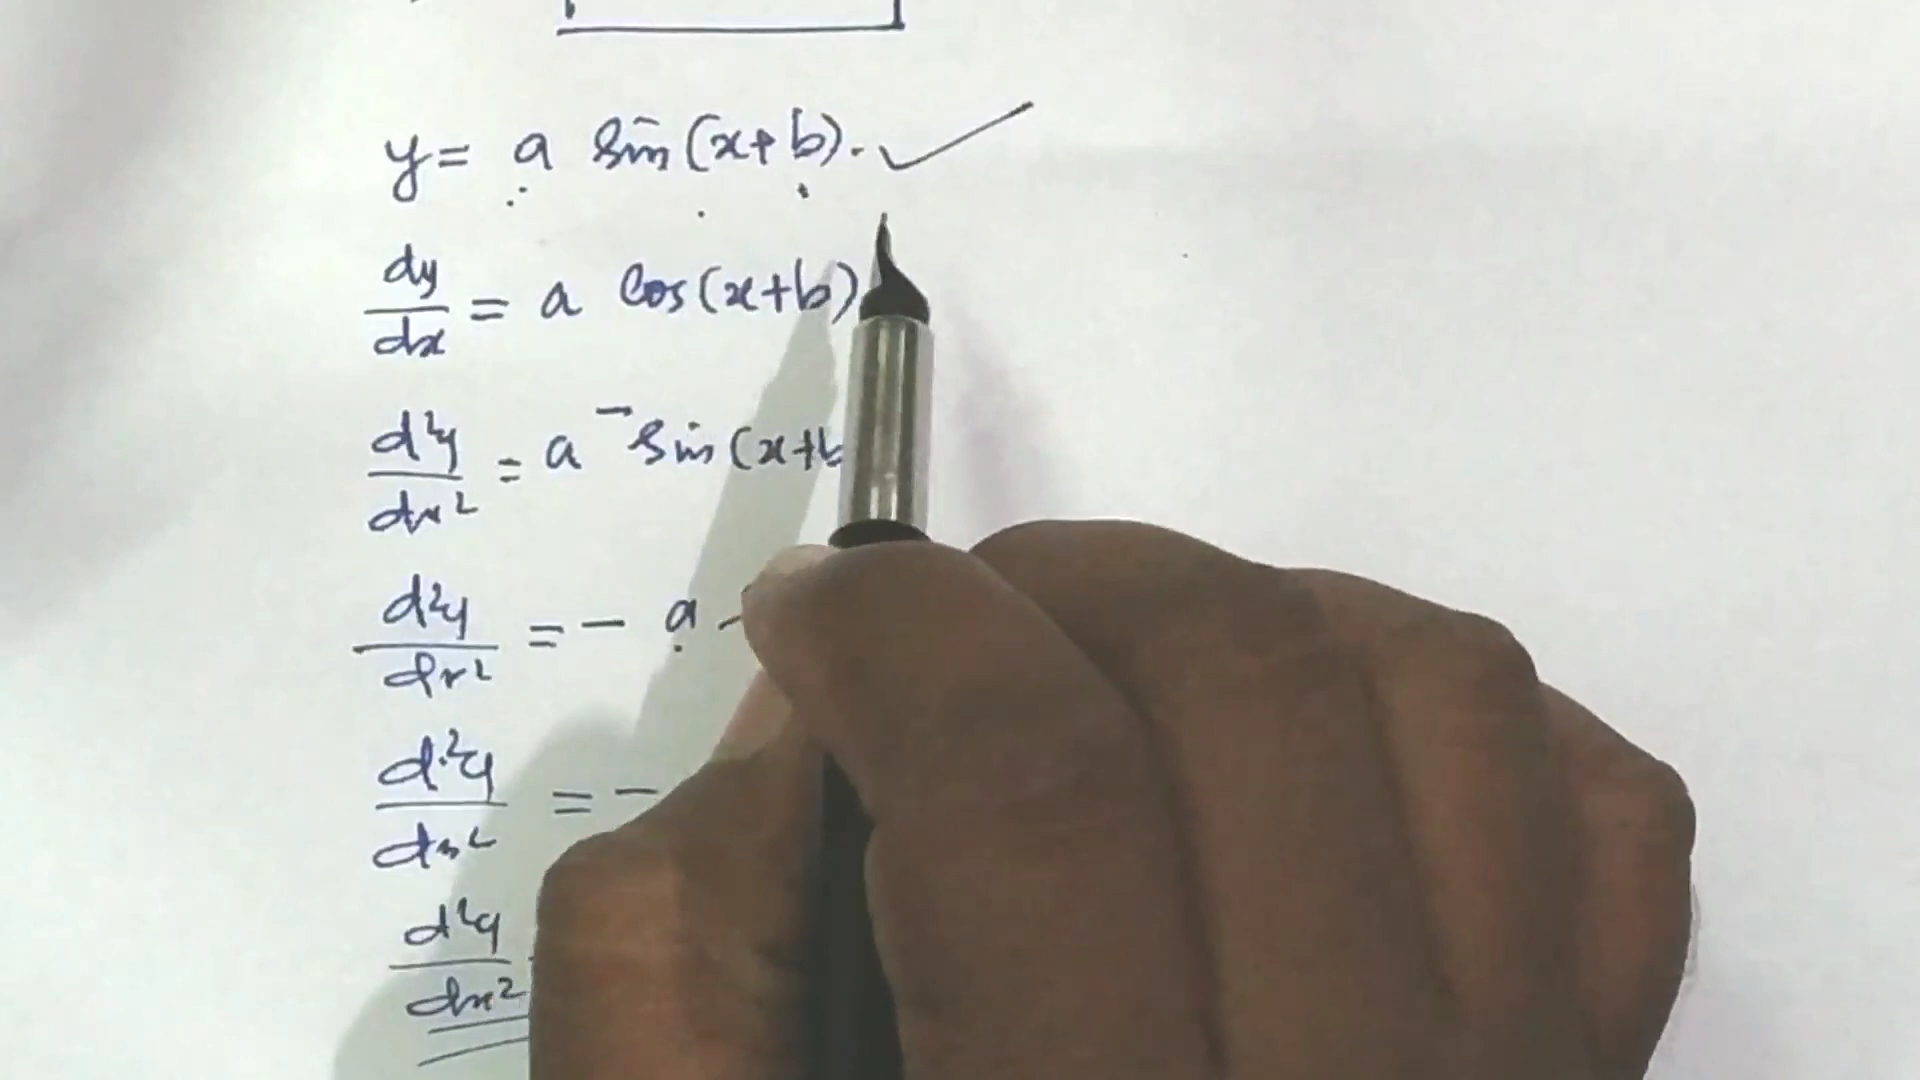 y = a sin(x+b).
dy/dx = a cos(x+b)
d²y/dx² = a - sin(x+b
d²y/dx² = - a
d²y/dx² = -
d²y/dx²